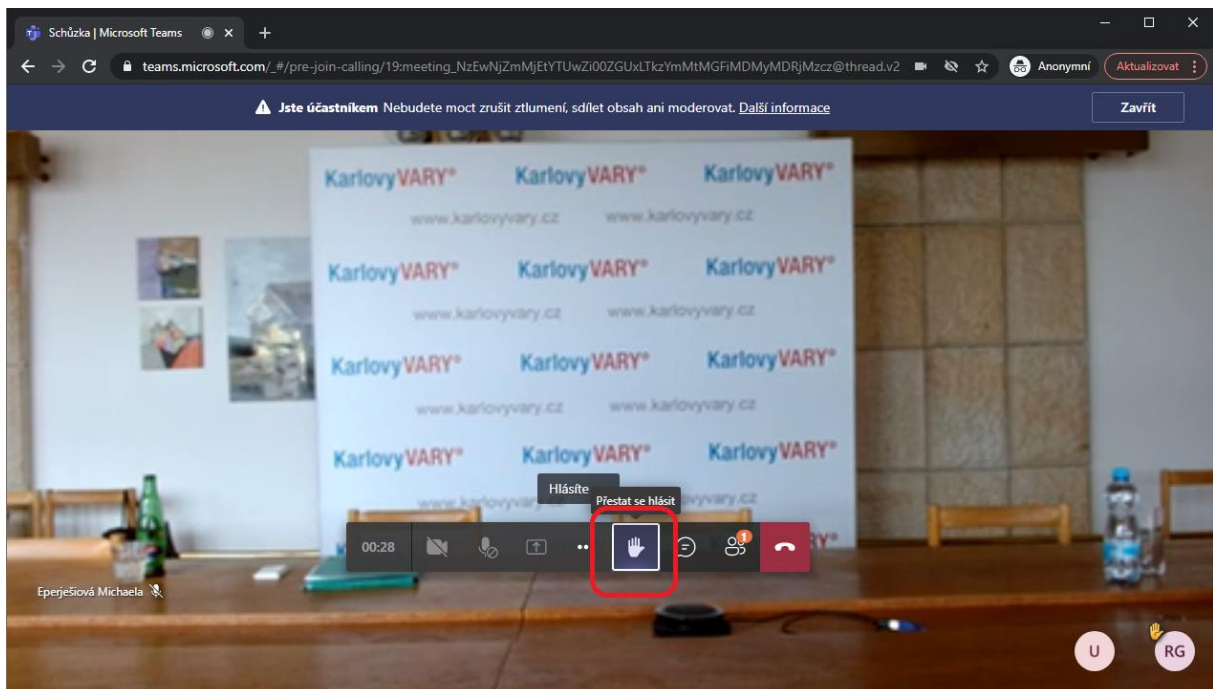 Schůzka | Microsoft Teams
teams.microsoft.com/_#/pre-join-calling/19:meeting_NzEwNjZmMjEtYTUwZi00ZGUxLTkzYmMtMGFiMDMyMDRjMzcz@thread.v2
Anonymní
Aktualizovat
Jste účastníkem Nebudete moct zrušit ztlumení, sdílet obsah ani moderovat. Další informace
Zavřít
KarlovyVARY® KarlovyVARY® KarlovyVARY®
www.karlovyvary.cz www.karlovyvary.cz
KarlovyVARY® KarlovyVARY® KarlovyVARY®
www.karlovyvary.cz www.karlovyvary.cz
KarlovyVARY® KarlovyVARY® KarlovyVARY®
www.karlovyvary.cz www.karlovyvary.cz
KarlovyVARY® KarlovyVARY® KarlovyVARY®
Hlásíte
Přestat se hlásit
00:28
1
Eperješiová Michaela
U
RG